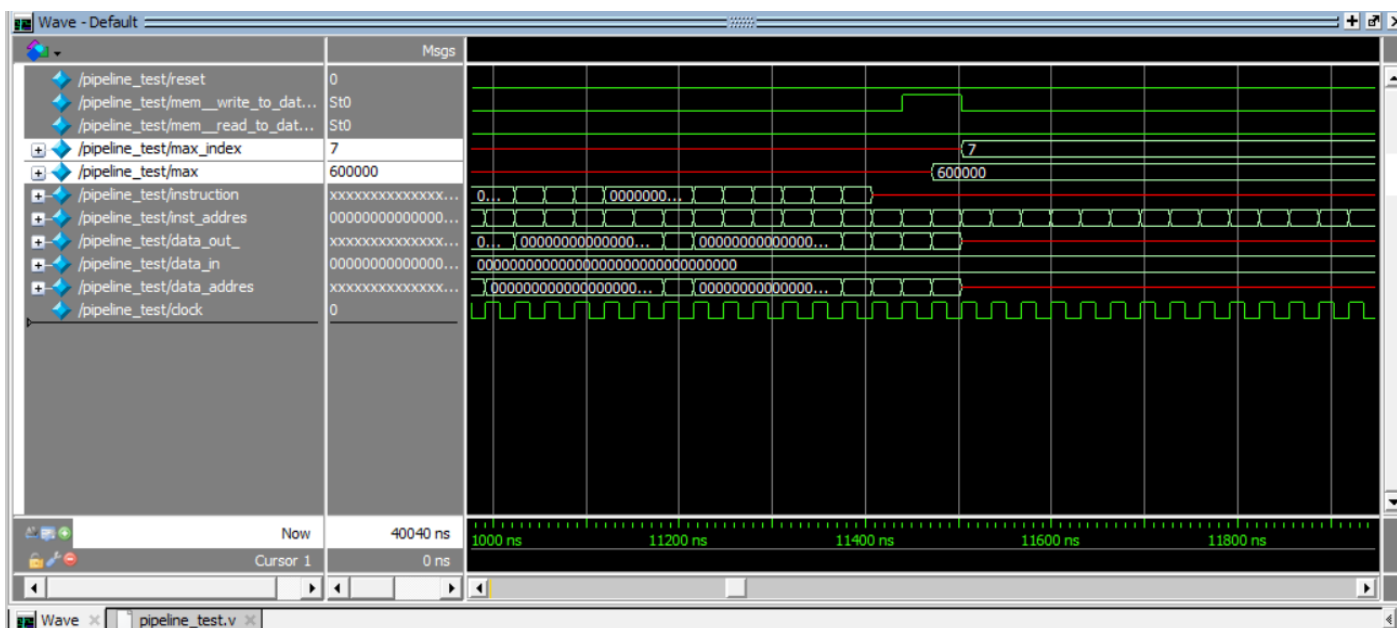 Wave - Default
Msgs
/pipeline_test/reset 0
/pipeline_test/mem__write_to_dat... St0
/pipeline_test/mem__read_to_dat... St0
/pipeline_test/max_index 7 7
/pipeline_test/max 600000 600000
/pipeline_test/instruction xxxxxxxxxxxxxxx... 0... 0000000...
/pipeline_test/inst_addres 00000000000000...
/pipeline_test/data_out_ xxxxxxxxxxxxxx... 0... 00000000000000... 00000000000000...
/pipeline_test/data_in 00000000000000... 00000000000000000000000000000000
/pipeline_test/data_addres xxxxxxxxxxxxxx... 000000000000000000... 00000000000000...
/pipeline_test/clock 0
Now 40040 ns 1000 ns 11200 ns 11400 ns 11600 ns 11800 ns
Cursor 1 0 ns
Wave pipeline_test.v